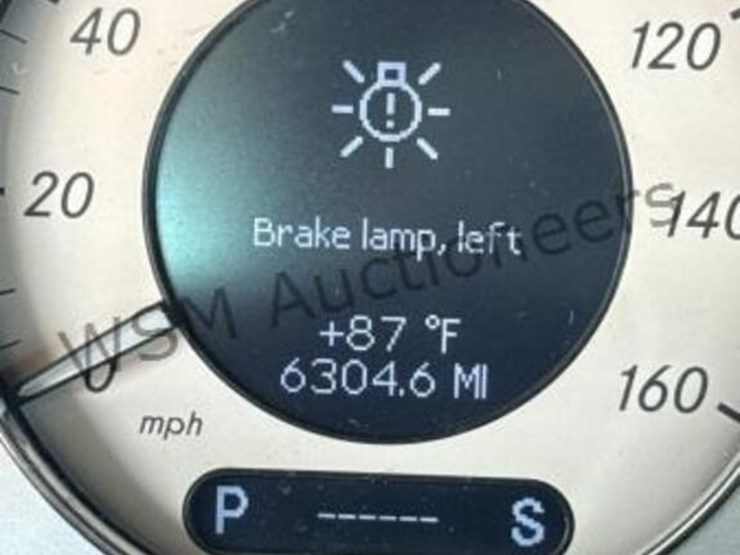 40
120
20
140
Brake lamp, left
WSM Auctioneers
+87 °F
6304.6 MI
0
160
mph
P ------ S